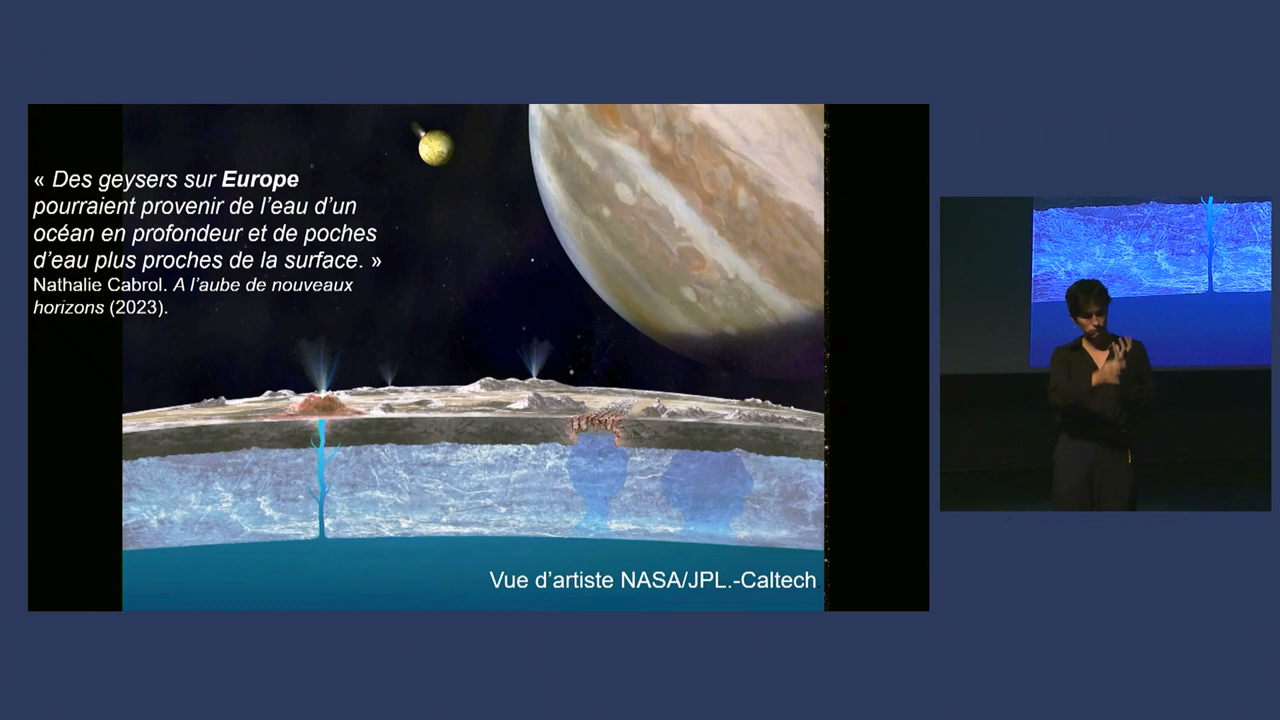 « Des geysers sur Europe
pourraient provenir de l’eau d’un
océan en profondeur et de poches
d’eau plus proches de la surface. »
Nathalie Cabrol. A l’aube de nouveaux
horizons (2023).
Vue d’artiste NASA/JPL.-Caltech